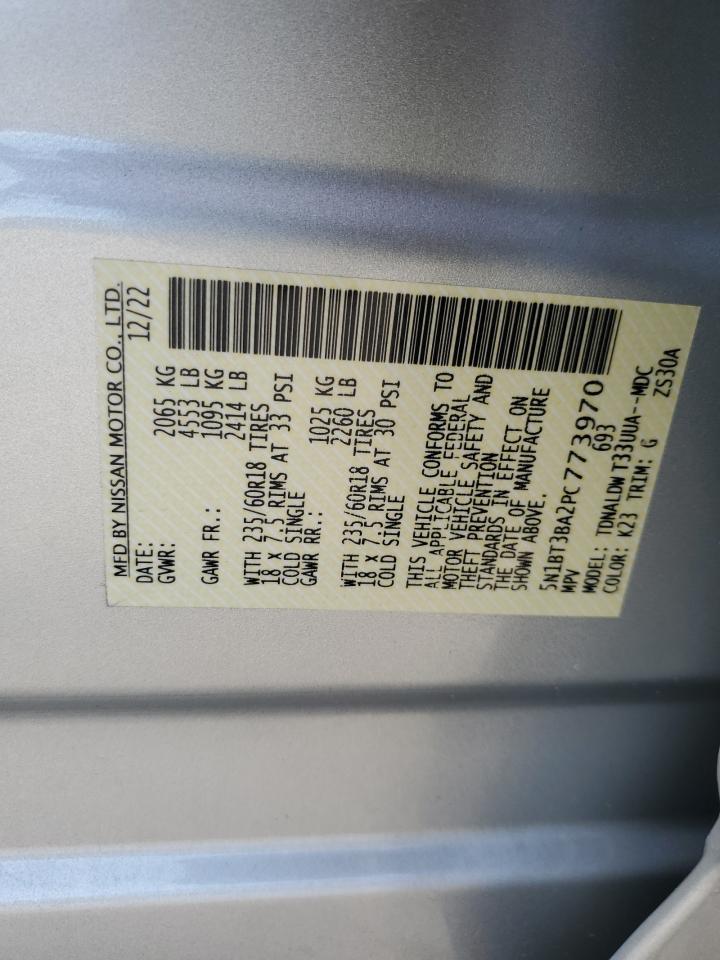 MFD BY NISSAN MOTOR CO., LTD.
DATE: 12/22
GVWR: 2065 KG
4553 LB
GAWR FR.: 1095 KG
2414 LB
WITH 235/60R18 TIRES
18 x 7.5 RIMS AT 33 PSI
COLD SINGLE
GAWR RR.: 1025 KG
2260 LB
WITH 235/60R18 TIRES
18 x 7.5 RIMS AT 30 PSI
COLD SINGLE
THIS VEHICLE CONFORMS TO
ALL APPLICABLE FEDERAL
MOTOR VEHICLE SAFETY AND
THEFT PREVENTION
STANDARDS IN EFFECT ON
THE DATE OF MANUFACTURE
SHOWN ABOVE.
5N1BT3BA2PC773970
MPV 693
MODEL: TDNALDWT33UUA--MDC
COLOR: K23 TRIM: G ZS30A